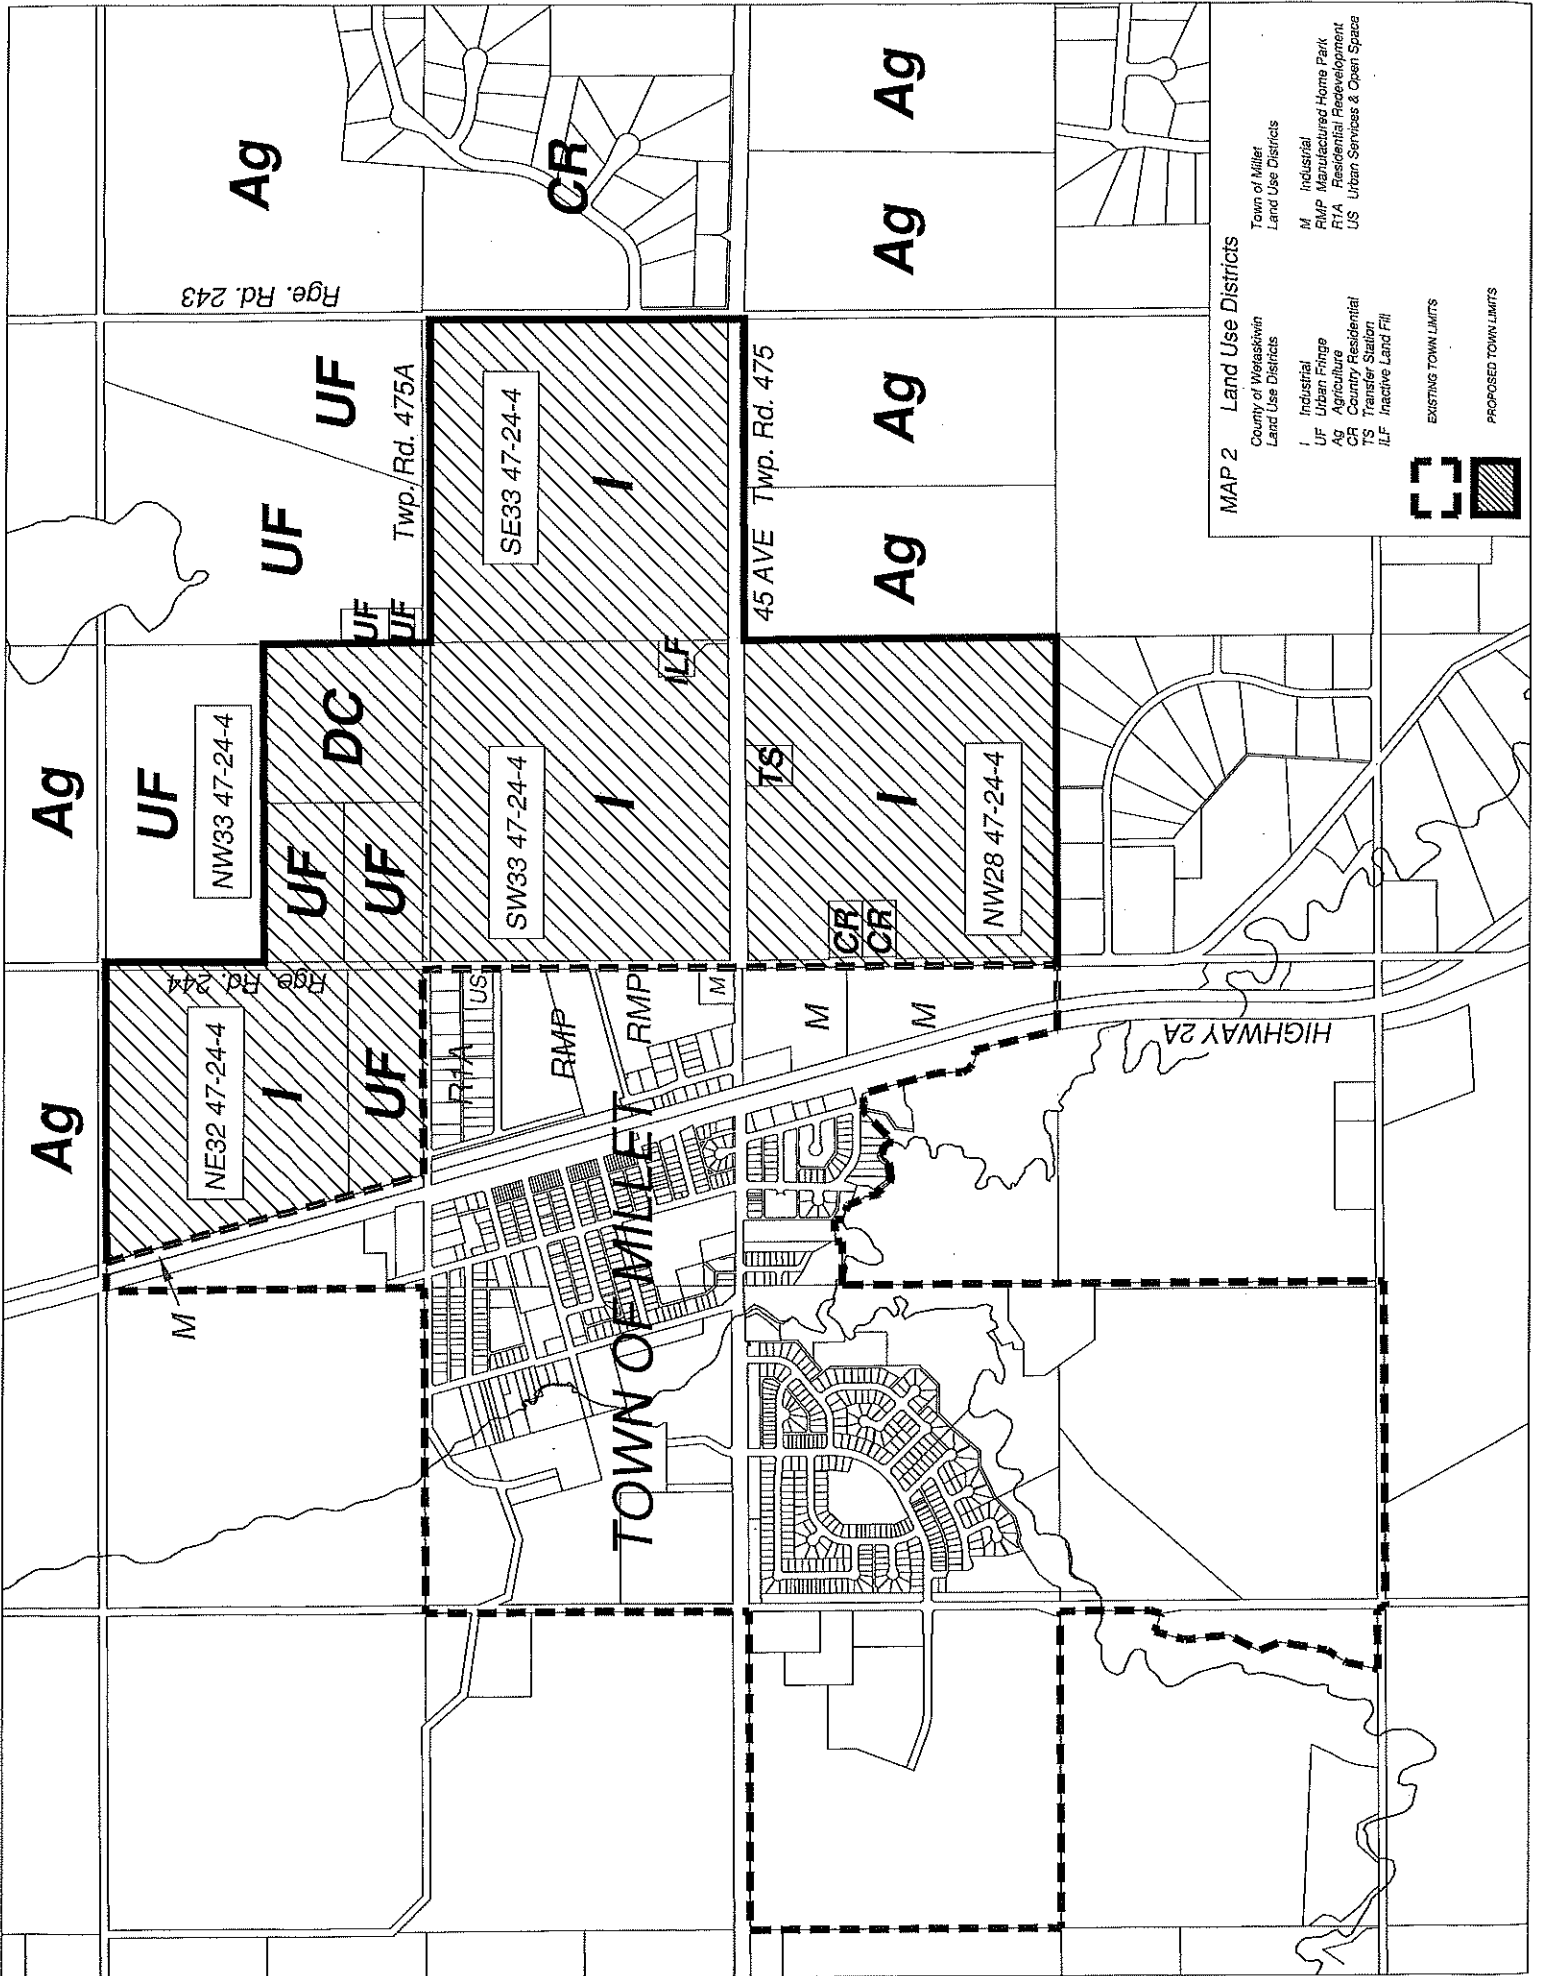 Ag
Ag
Ag
UF
NW33 47-24-4
UF
UF
DC
NE32 47-24-4
I
UF
Rge. Rd. 244
M
UF
UF
UF
UF
Rge. Rd. 243
Twp. Rd. 475A
SW33 47-24-4
I
ILF
SE33 47-24-4
I
CR
R1A
US
RMP
RMP
M
TOWN OF MILLET
45 AVE Twp. Rd. 475
TS
CR
CR
I
NW28 47-24-4
M
M
HIGHWAY 2A
Ag
Ag
Ag
Ag
MAP 2 Land Use Districts
County of Wetaskiwin
Land Use Districts
I Industrial
UF Urban Fringe
Ag Agriculture
CR Country Residential
TS Transfer Station
ILF Inactive Land Fill
Town of Millet
Land Use Districts
M Industrial
RMP Manufactured Home Park
R1A Residential Redevelopment
US Urban Services & Open Space
EXISTING TOWN LIMITS
PROPOSED TOWN LIMITS